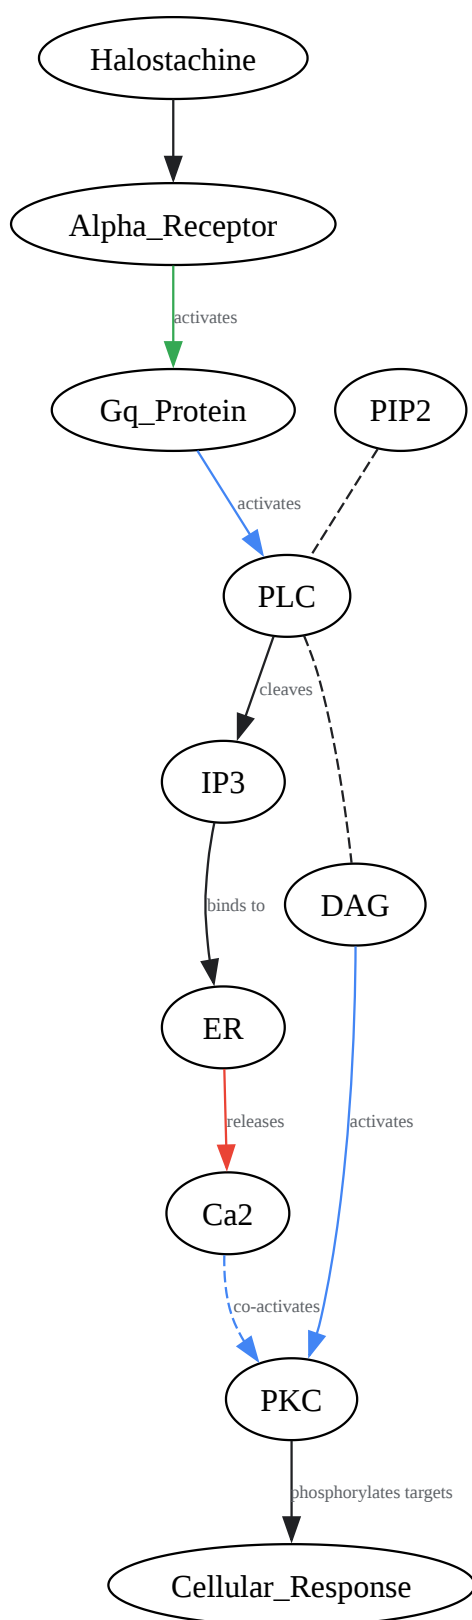 Halostachine
Alpha_Receptor
activates
Gq_Protein
PIP2
activates
PLC
cleaves
IP3
binds to
DAG
ER
releases
activates
Ca2
co-activates
PKC
phosphorylates targets
Cellular_Response